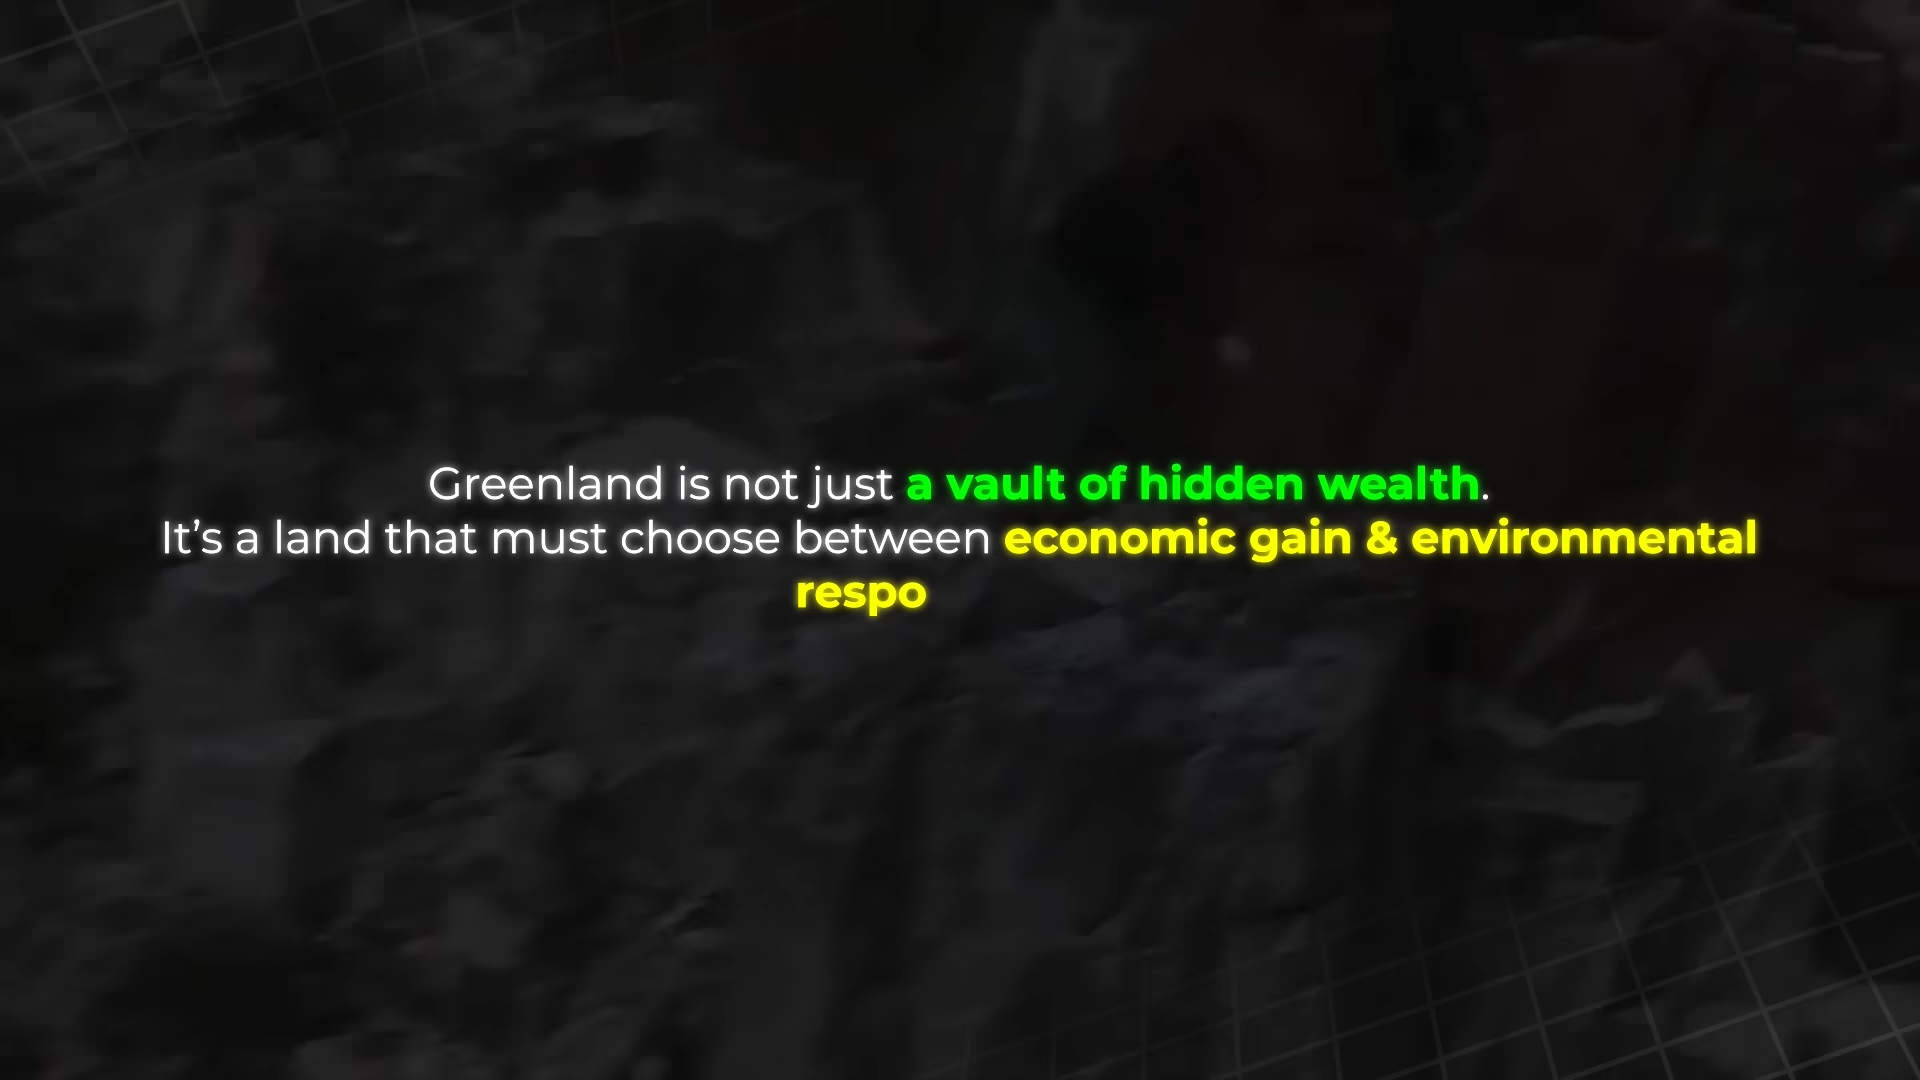 Greenland is not just a vault of hidden wealth.
It’s a land that must choose between economic gain & environmental
respo